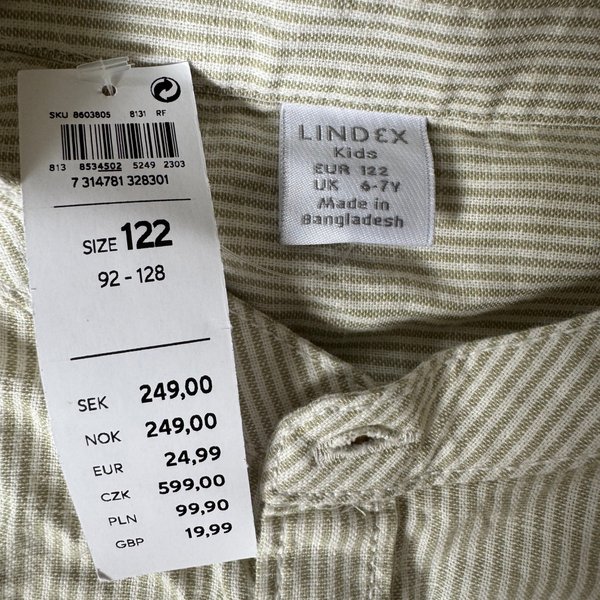 SKU 8603805 8131 RF
813 8534502 5249 2303
7 314781 328301
SIZE 122
92 - 128
SEK 249,00
NOK 249,00
EUR 24,99
CZK 599,00
PLN 99,90
GBP 19,99
LINDEX
Kids
EUR 122
UK 6-7Y
Made in
Bangladesh